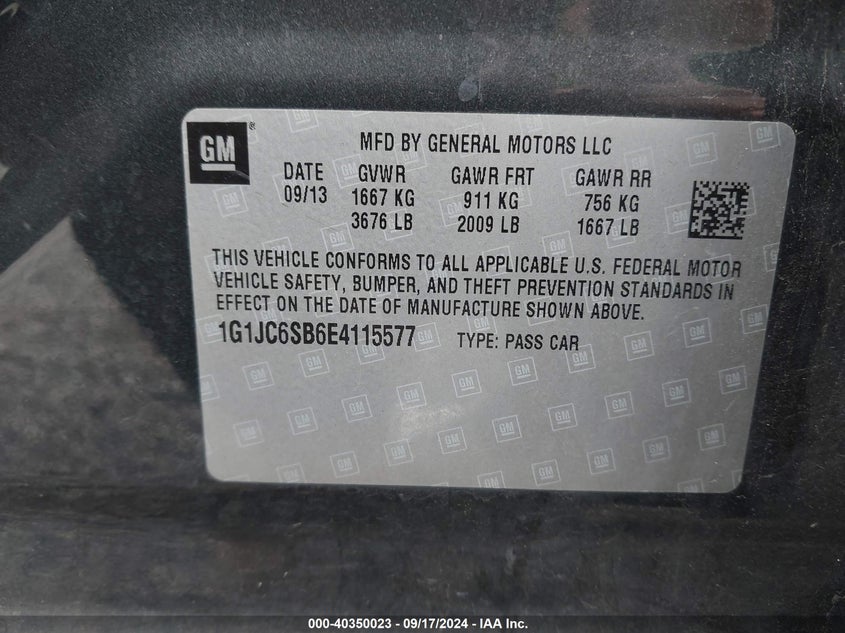 GM ®
MFD BY GENERAL MOTORS LLC
DATE GVWR GAWR FRT GAWR RR
09/13 1667 KG 911 KG 756 KG
3676 LB 2009 LB 1667 LB
THIS VEHICLE CONFORMS TO ALL APPLICABLE U.S. FEDERAL MOTOR
VEHICLE SAFETY, BUMPER, AND THEFT PREVENTION STANDARDS IN
EFFECT ON THE DATE OF MANUFACTURE SHOWN ABOVE.
1G1JC6SB6E4115577 TYPE: PASS CAR
000-40350023 - 09/17/2024 - IAA Inc.